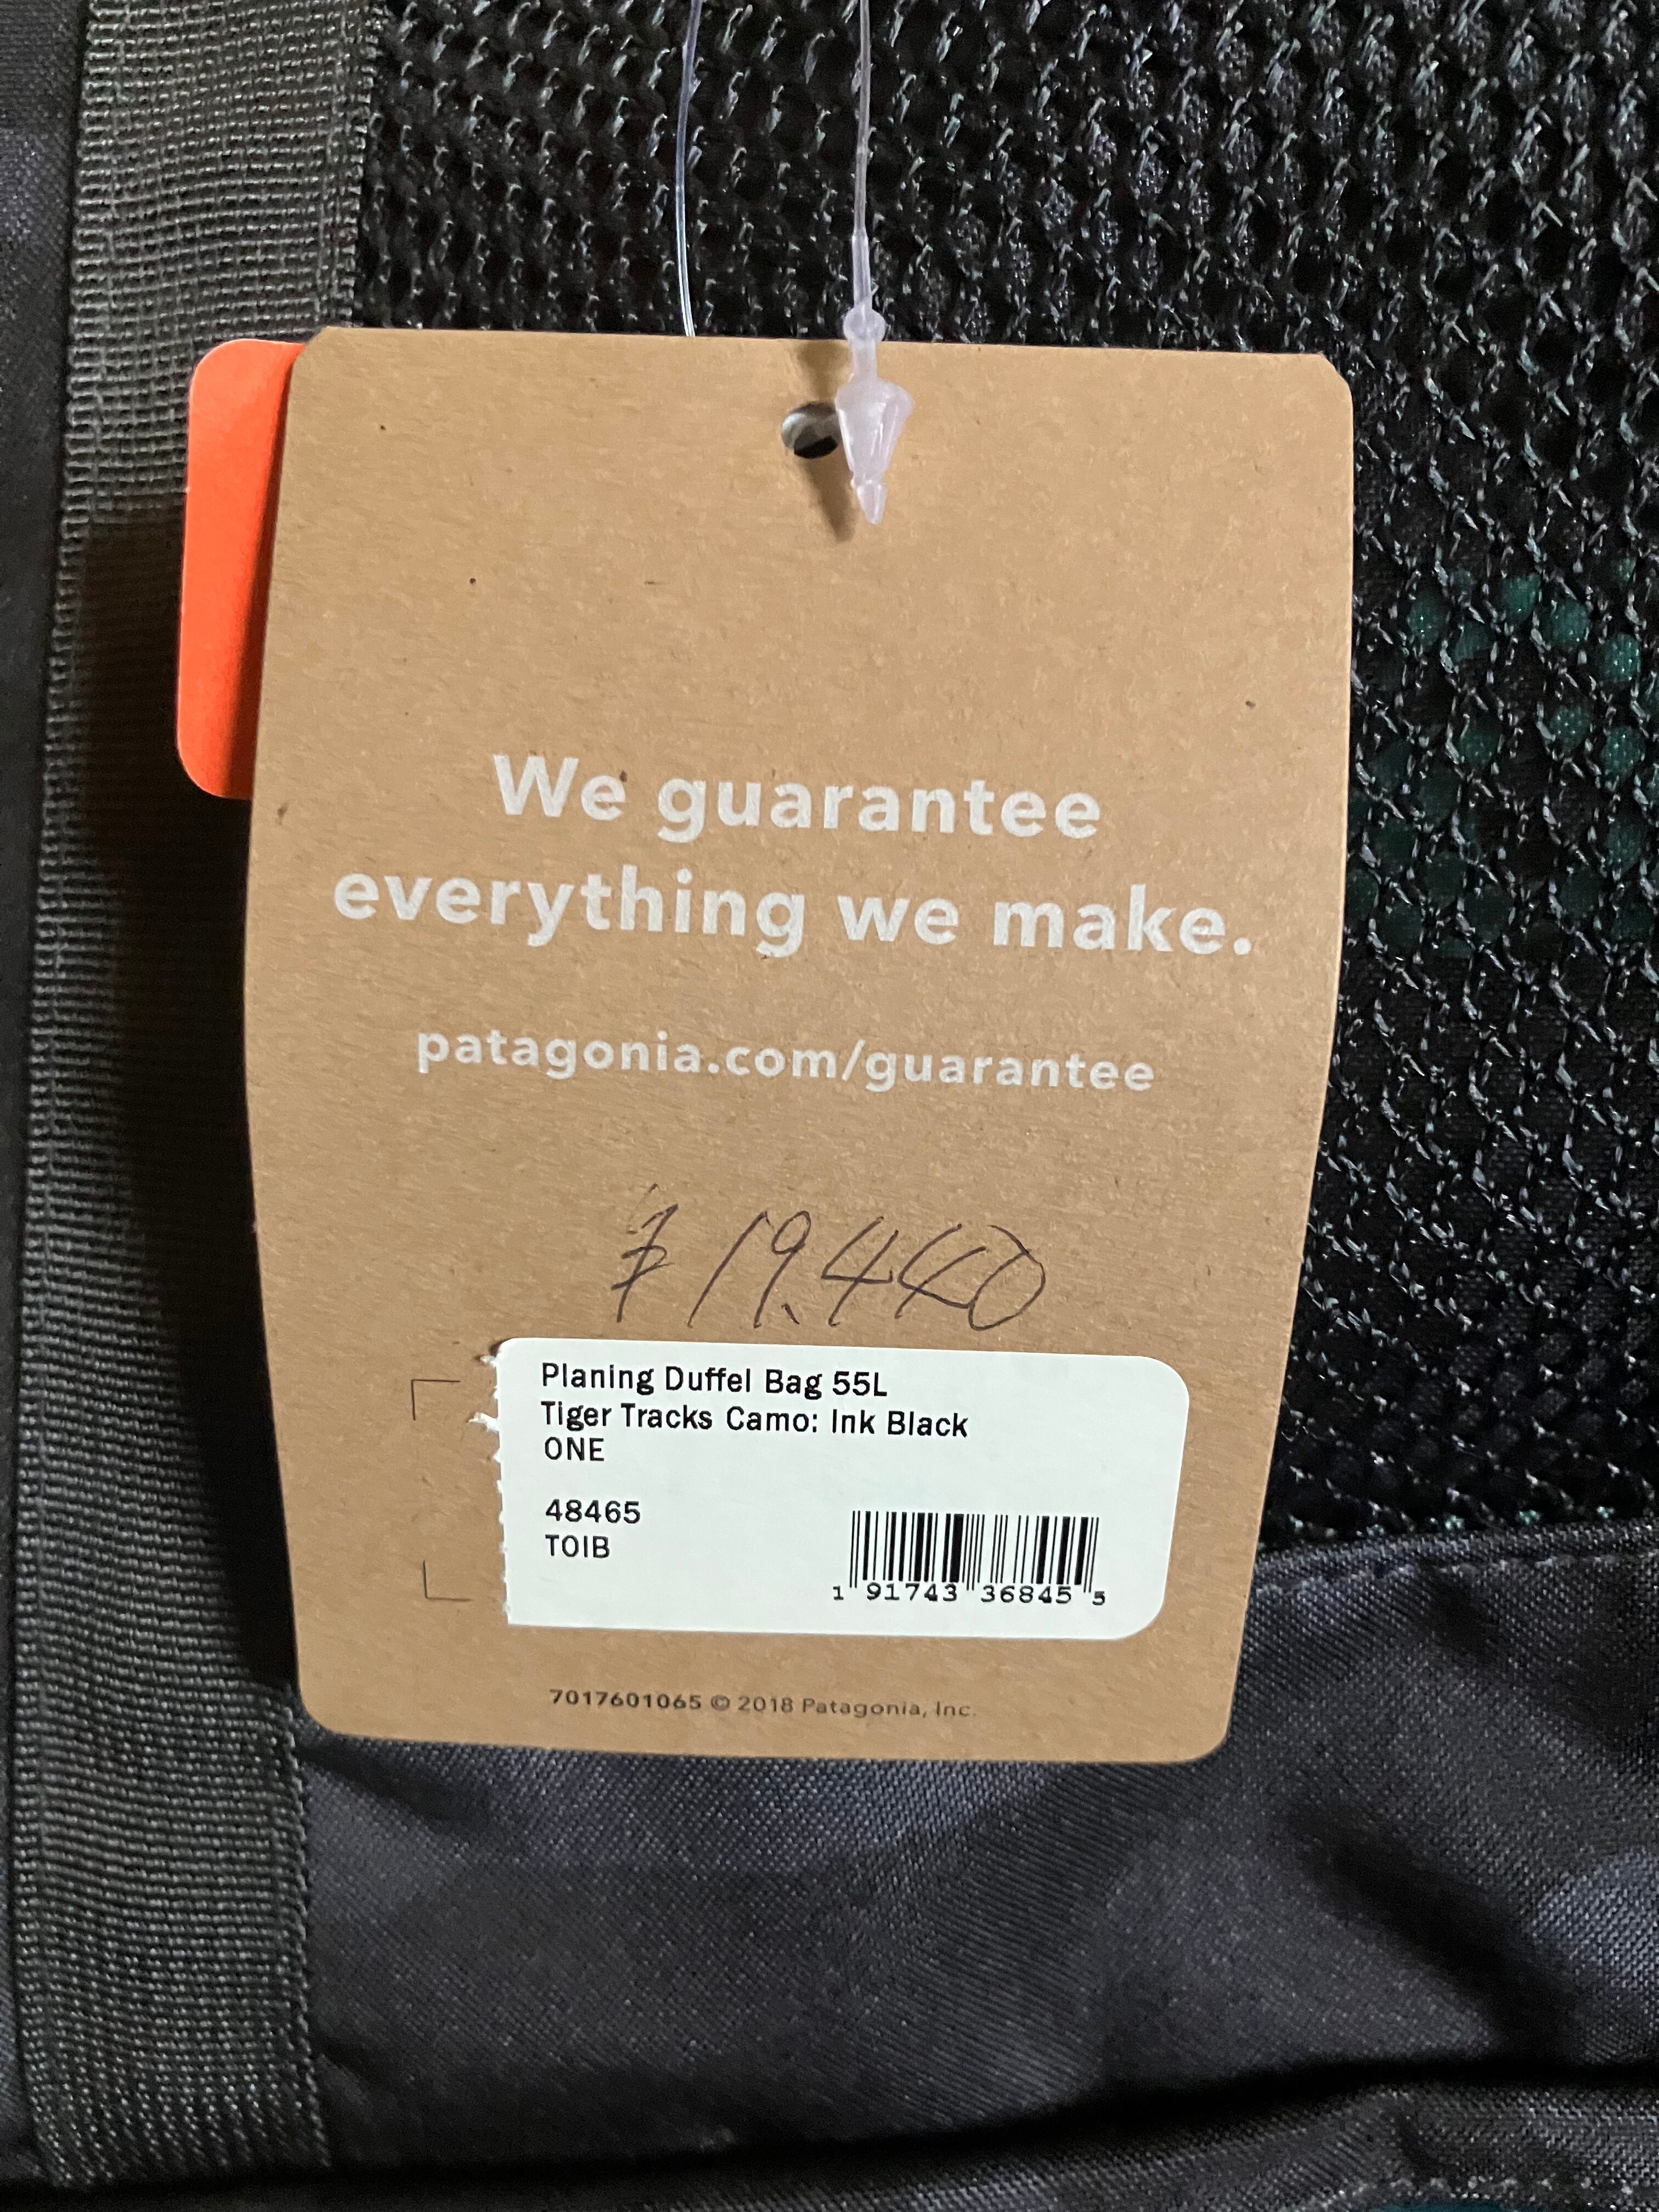 We guarantee
everything we make.
patagonia.com/guarantee
¥19,440
Planing Duffel Bag 55L
Tiger Tracks Camo: Ink Black
ONE
48465
TOIB
1 91743 36845 5
7017601065 © 2018 Patagonia, Inc.